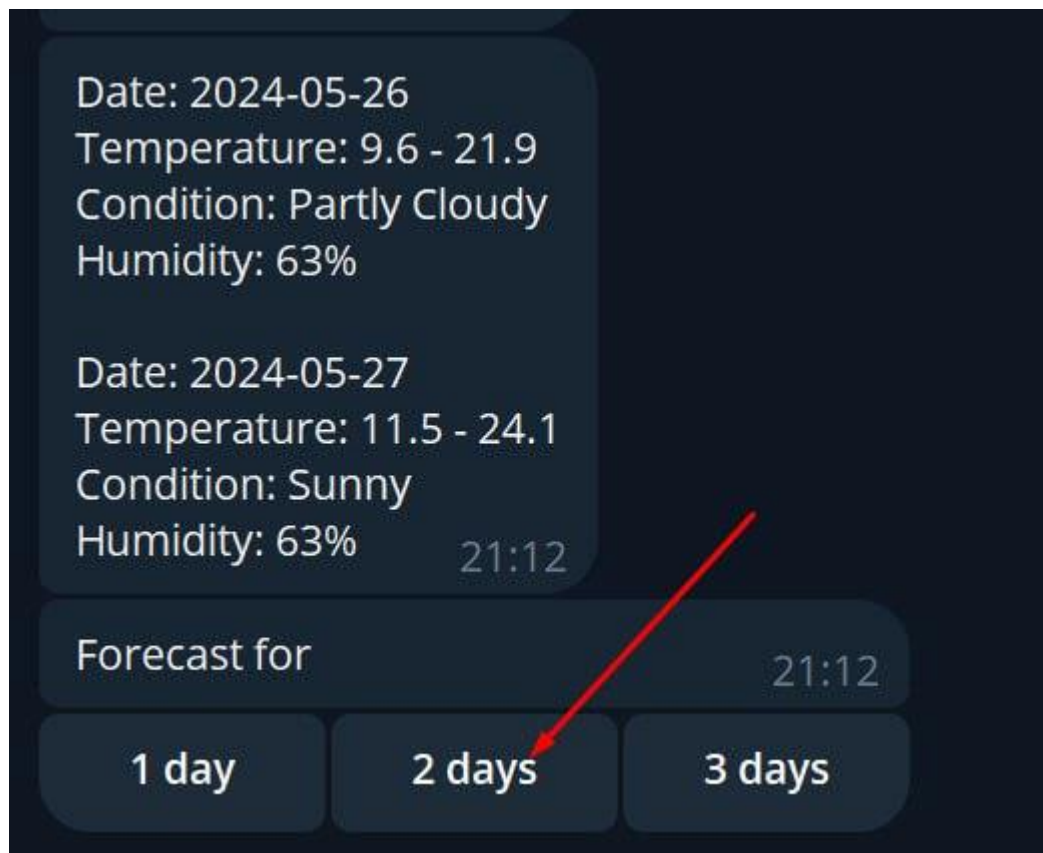 Date: 2024-05-26
Temperature: 9.6 - 21.9
Condition: Partly Cloudy
Humidity: 63%
Date: 2024-05-27
Temperature: 11.5 - 24.1
Condition: Sunny
Humidity: 63%
21:12
Forecast for
21:12
1 day
2 days
3 days